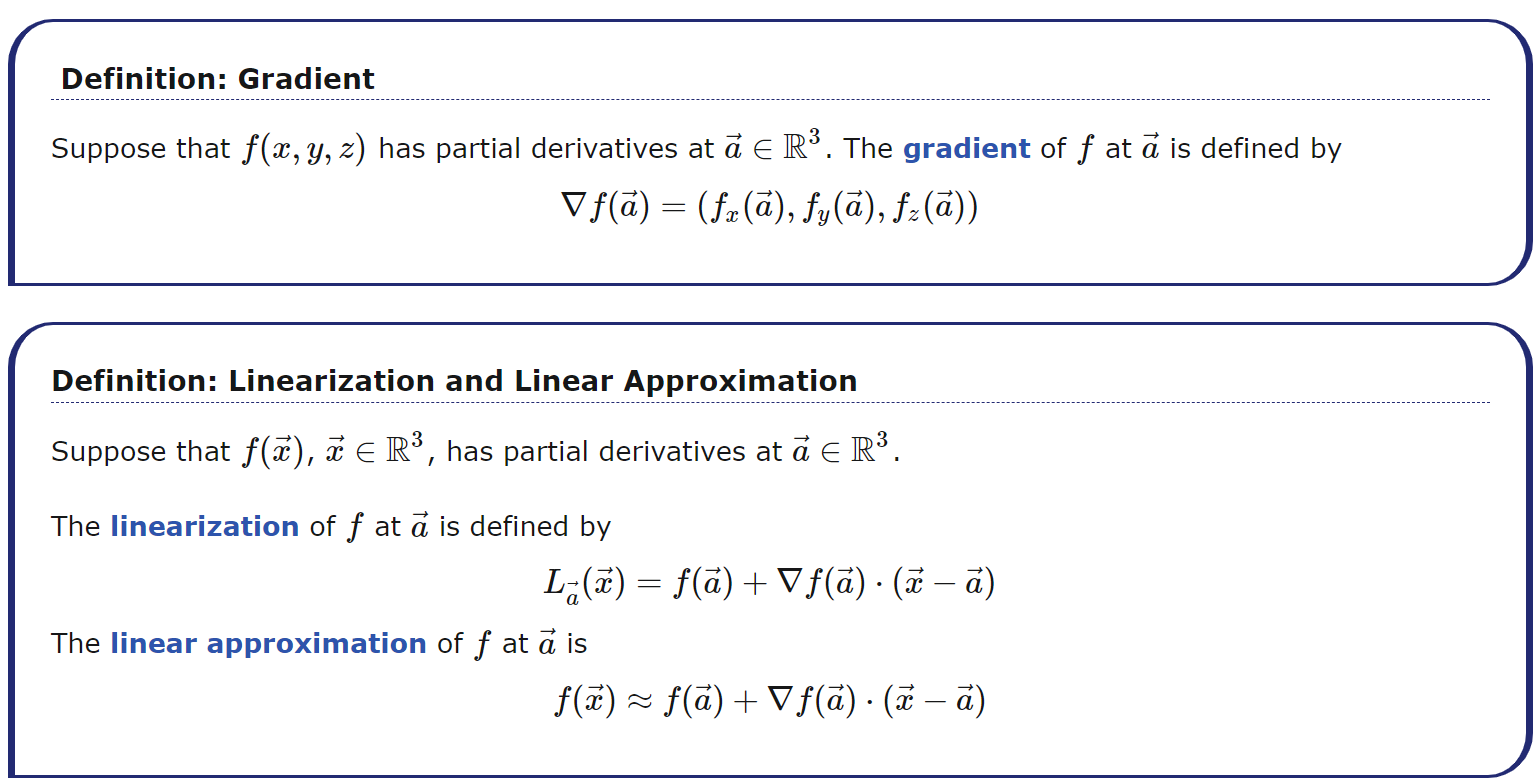 Definition: Gradient
Suppose that f(x, y, z) has partial derivatives at a⃗ ∈ ℝ³. The gradient of f at a⃗ is defined by
∇f(a⃗) = (fₓ(a⃗), f_y(a⃗), f_z(a⃗))
Definition: Linearization and Linear Approximation
Suppose that f(x⃗), x⃗ ∈ ℝ³, has partial derivatives at a⃗ ∈ ℝ³.
The linearization of f at a⃗ is defined by
L_a⃗(x⃗) = f(a⃗) + ∇f(a⃗) · (x⃗ − a⃗)
The linear approximation of f at a⃗ is
f(x⃗) ≈ f(a⃗) + ∇f(a⃗) · (x⃗ − a⃗)